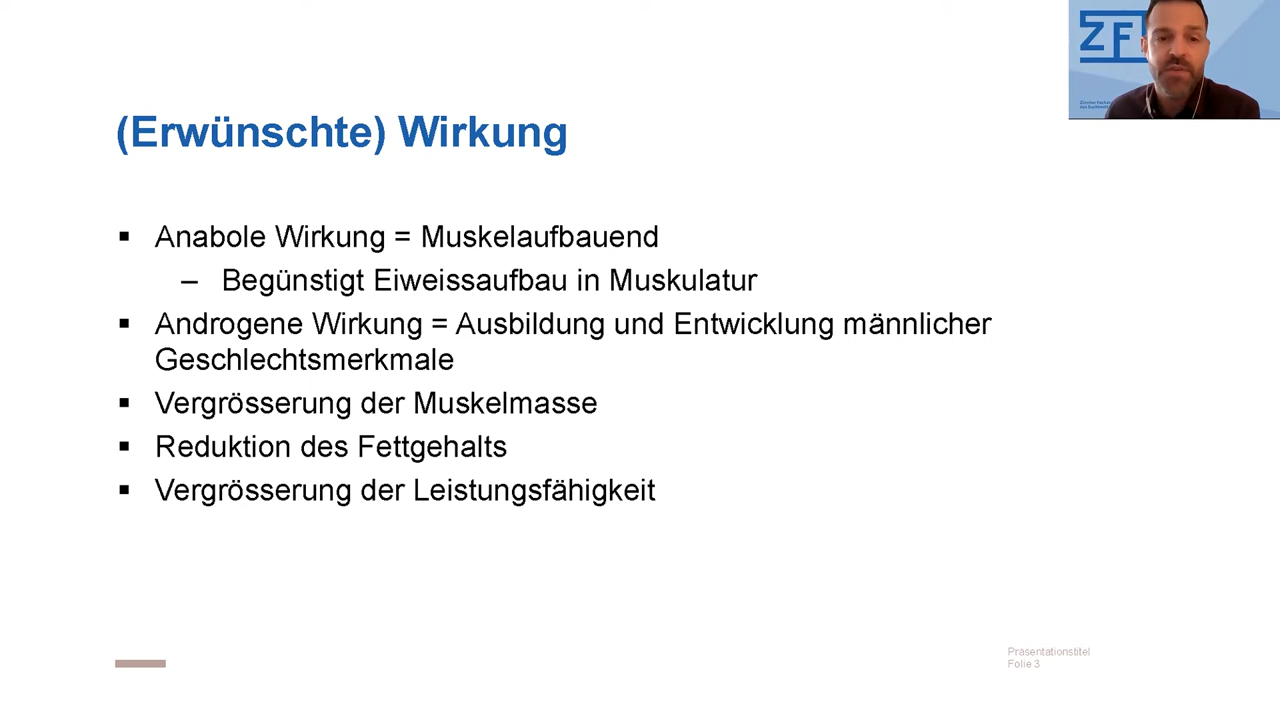 ZF
(Erwünschte) Wirkung
▪ Anabole Wirkung = Muskelaufbauend
– Begünstigt Eiweissaufbau in Muskulatur
▪ Androgene Wirkung = Ausbildung und Entwicklung männlicher
Geschlechtsmerkmale
▪ Vergrösserung der Muskelmasse
▪ Reduktion des Fettgehalts
▪ Vergrösserung der Leistungsfähigkeit
Präsentationstitel
Folie 3